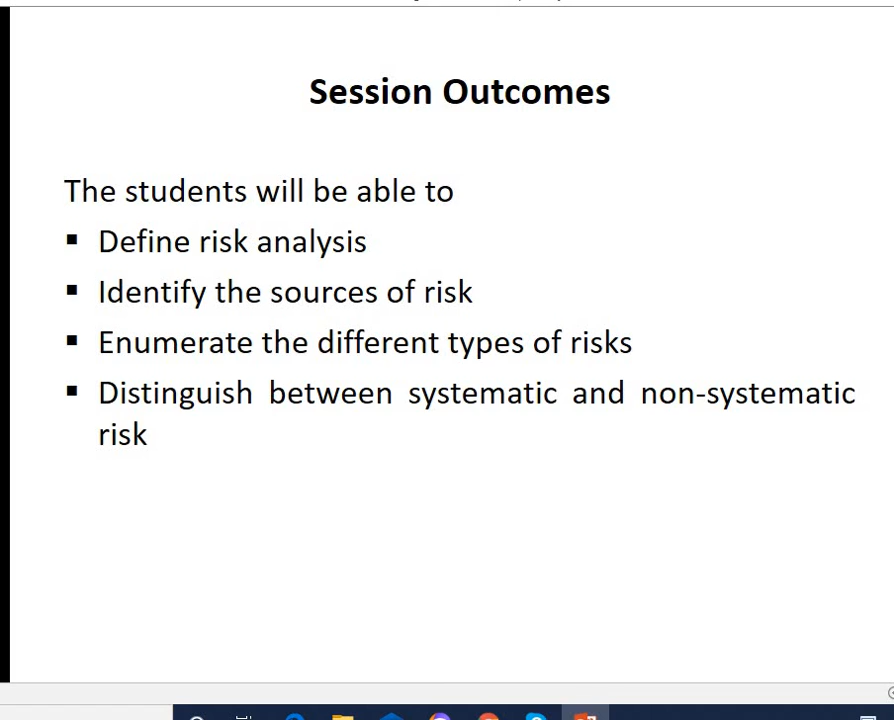 Session Outcomes
The students will be able to
▪ Define risk analysis
▪ Identify the sources of risk
▪ Enumerate the different types of risks
▪ Distinguish between systematic and non-systematic
risk